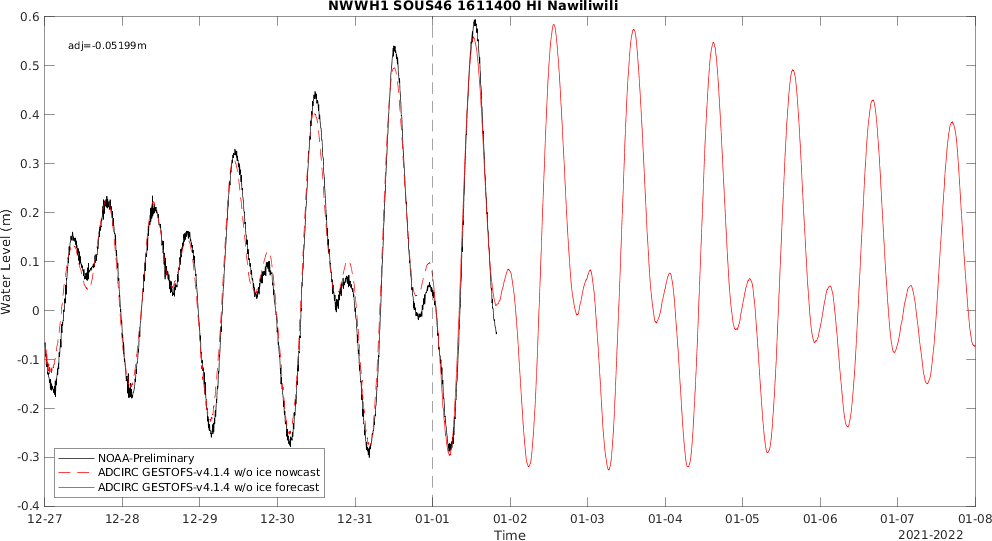 NWWH1 SOUS46 1611400 HI Nawiliwili
adj=-0.05199m
0.6
0.5
0.4
0.3
0.2
0.1
0
-0.1
-0.2
-0.3
-0.4
Water Level (m)
NOAA-Preliminary
ADCIRC GESTOFS-v4.1.4 w/o ice nowcast
ADCIRC GESTOFS-v4.1.4 w/o ice forecast
12-27 12-28 12-29 12-30 12-31 01-01 01-02 01-03 01-04 01-05 01-06 01-07 01-08
Time
2021-2022